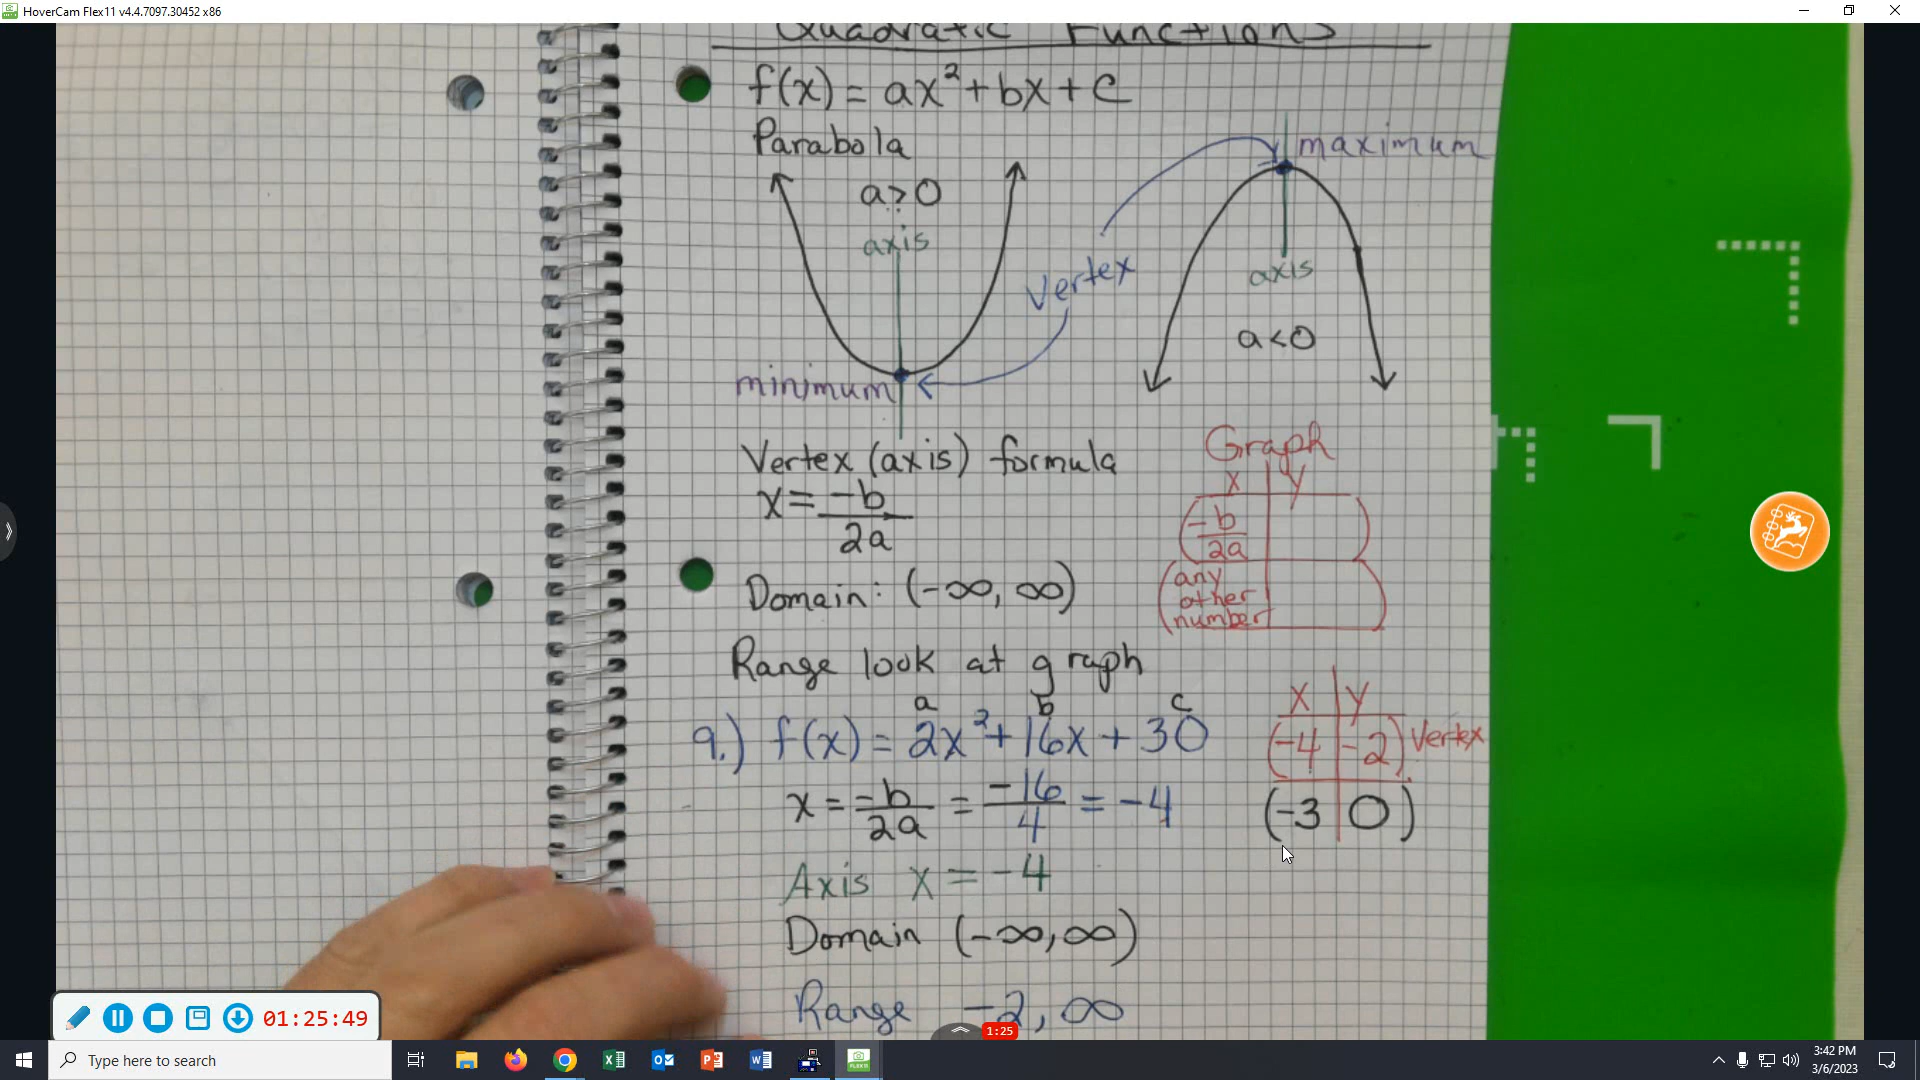 HoverCam Flex11 v4.4.7097.30452 x86
Quadratic Functions
f(x) = ax²+bx+c
Parabola
maximum
a>0
axis
Vertex
axis
a<0
minimum
Vertex (axis) formula
x = -b/2a
Graph
x y
-b/2a
any
other
number
Domain: (-∞, ∞)
Range look at graph
a b c
9.) f(x) = 2x²+16x+30
x = -b/2a = -16/4 = -4
x y
(-4 -2) Vertex
(-3 0)
Axis x = -4
Domain (-∞,∞)
Range -2, ∞
01:25:49
1:25
Type here to search
3:42 PM
3/6/2023